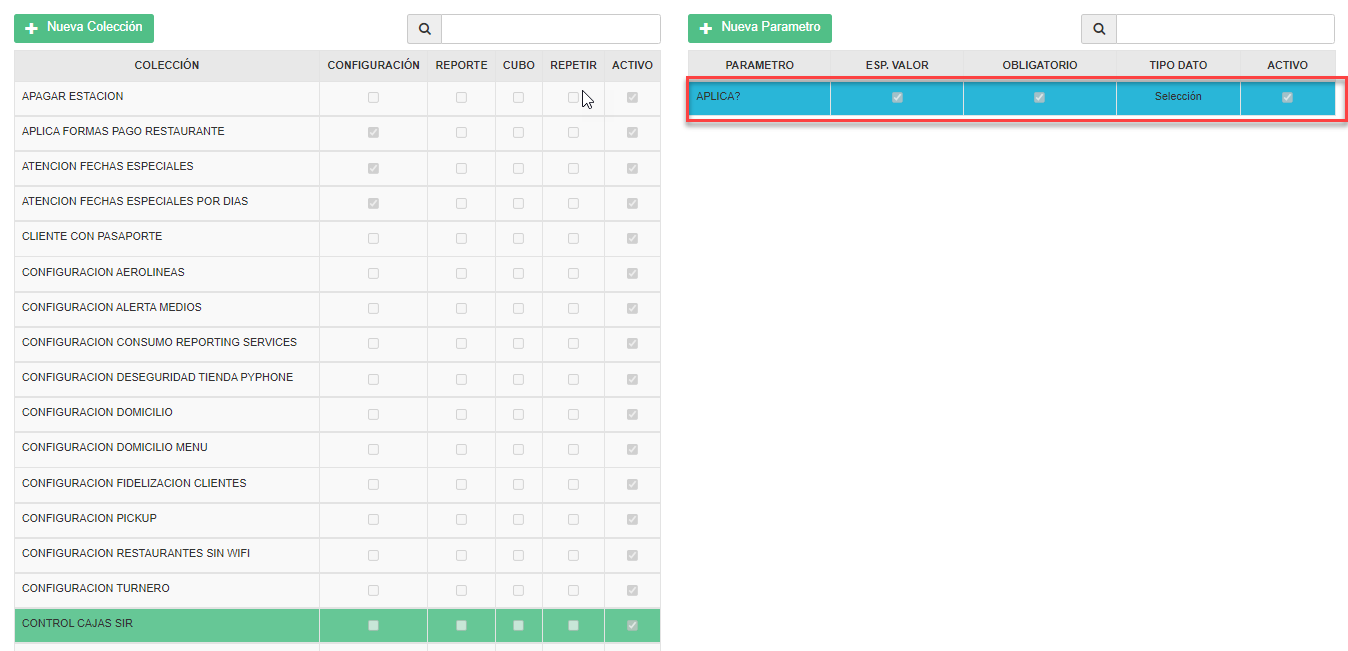 Nueva Colección
COLECCIÓN CONFIGURACIÓN REPORTE CUBO REPETIR ACTIVO
APAGAR ESTACION
APLICA FORMAS PAGO RESTAURANTE
ATENCION FECHAS ESPECIALES
ATENCION FECHAS ESPECIALES POR DIAS
CLIENTE CON PASAPORTE
CONFIGURACION AEROLINEAS
CONFIGURACION ALERTA MEDIOS
CONFIGURACION CONSUMO REPORTING SERVICES
CONFIGURACION DESEGURIDAD TIENDA PYPHONE
CONFIGURACION DOMICILIO
CONFIGURACION DOMICILIO MENU
CONFIGURACION FIDELIZACION CLIENTES
CONFIGURACION PICKUP
CONFIGURACION RESTAURANTES SIN WIFI
CONFIGURACION TURNERO
CONTROL CAJAS SIR
Nueva Parametro
PARAMETRO ESP. VALOR OBLIGATORIO TIPO DATO ACTIVO
APLICA? Selección